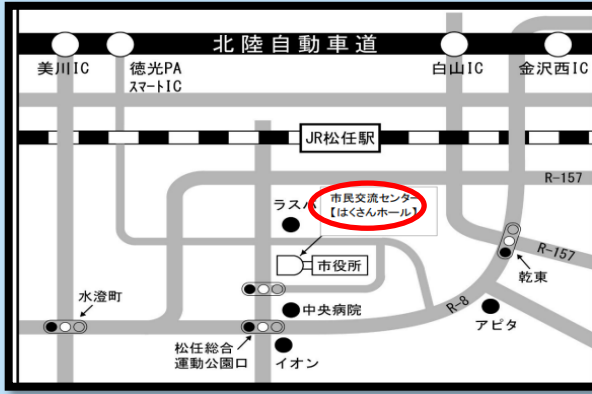 北陸自動車道
美川IC
徳光PA
スマートIC
白山IC
金沢西IC
JR松任駅
R-157
市民交流センター
【はくさんホール】
ラスパ
R-157
市役所
乾東
水澄町
中央病院
R-8
アピタ
松任総合
運動公園口
イオン